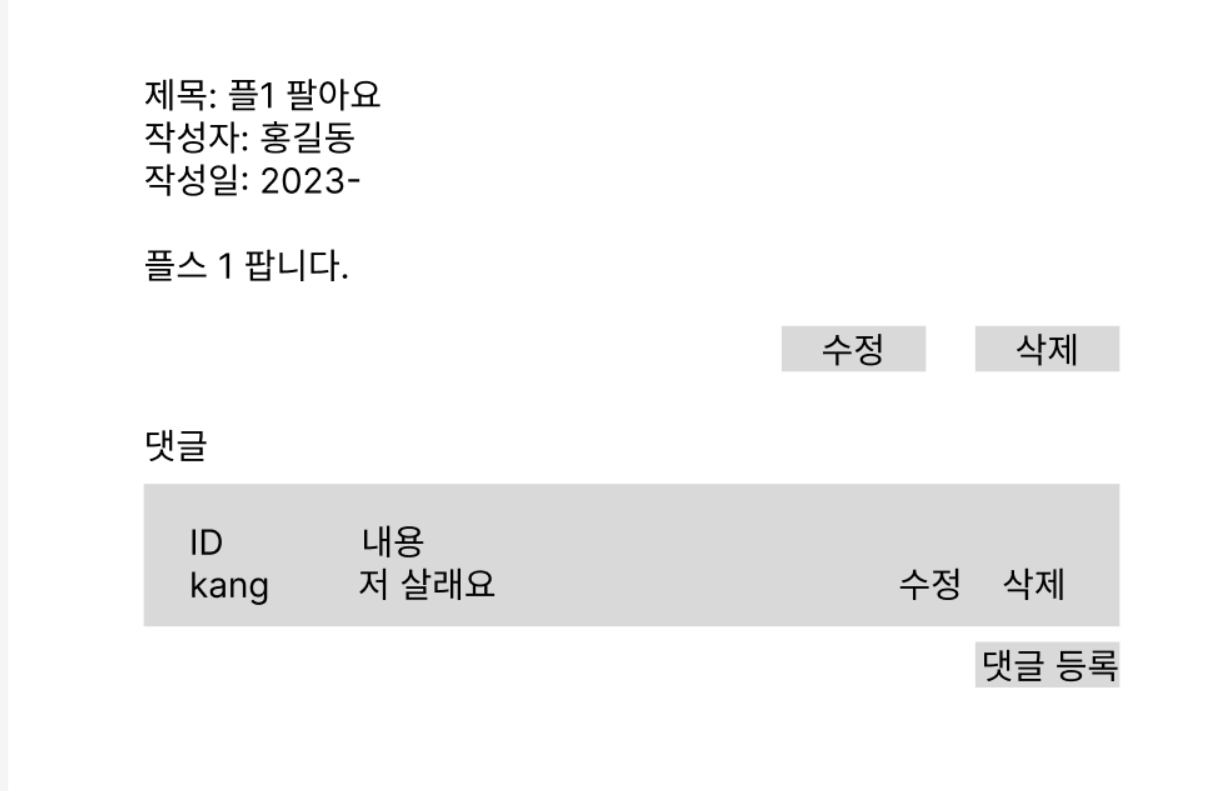 제목: 플1 팔아요
작성자: 홍길동
작성일: 2023-
플스 1 팝니다.
수정 삭제
댓글
ID 내용
kang 저 살래요 수정 삭제
댓글 등록